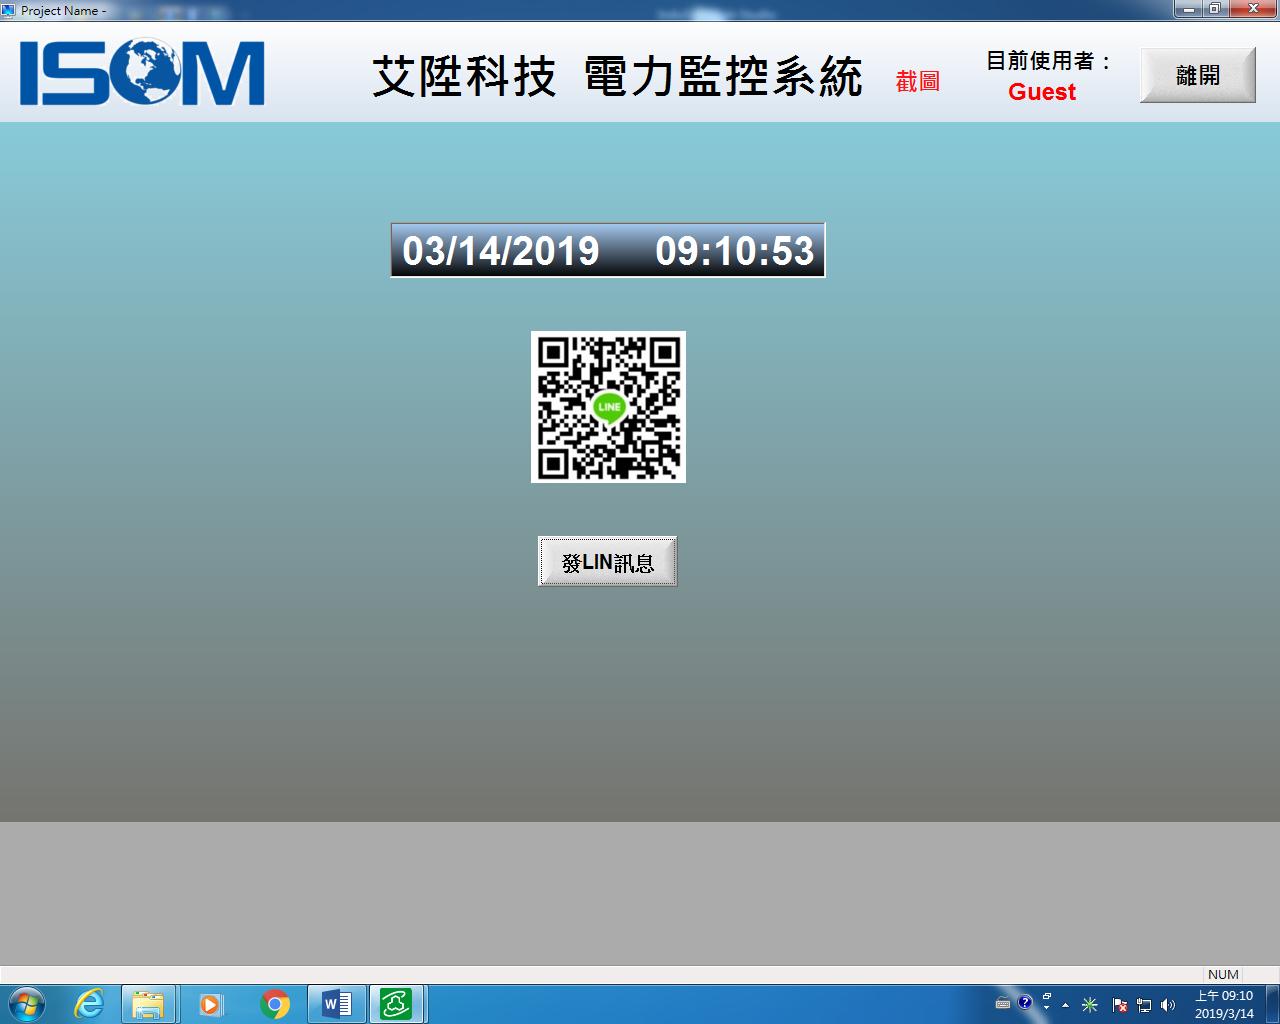 Project Name -
ISOM
艾陞科技 電力監控系統
截圖
目前使用者：
Guest
離開
03/14/2019 09:10:53
LINE
發LIN訊息
NUM
上午 09:10
2019/3/14